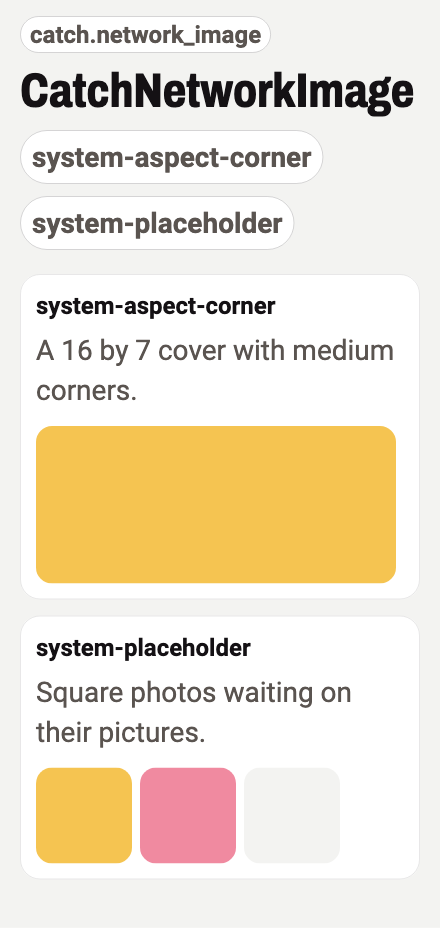 catch.network_image
CatchNetworkImage
system-aspect-corner
system-placeholder
system-aspect-corner
A 16 by 7 cover with medium
corners.
system-placeholder
Square photos waiting on
their pictures.